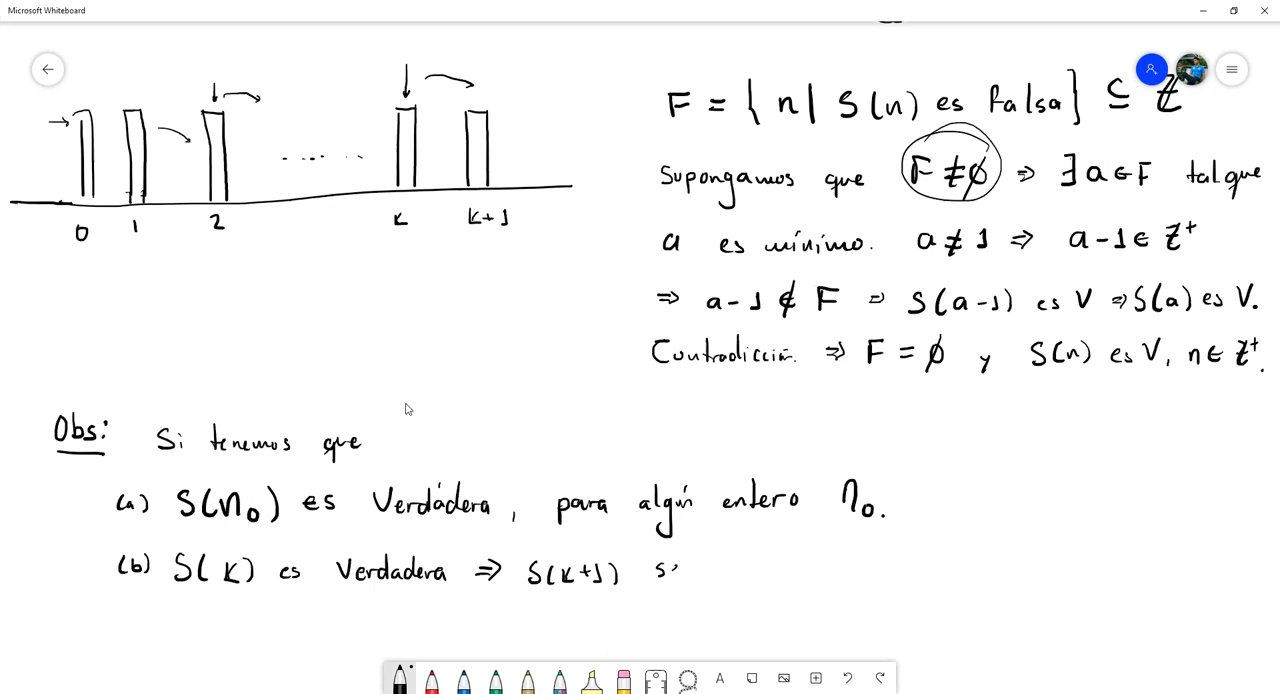 Microsoft Whiteboard
0 1 2 k k+1
F = { n | S(n) es falsa } ⊆ Z
Supongamos que F ≠ ∅ ⇒ ∃ a ∈ F tal que
a es mínimo. a ≠ 1 ⇒ a-1 ∈ Z⁺
⇒ a-1 ∉ F ⇒ S(a-1) es V ⇒ S(a) es V.
Contradicción. ⇒ F = ∅ y S(n) es V, n ∈ Z⁺.
Obs: Si tenemos que
(a) S(n₀) es Verdádera, para algún entero n₀.
(b) S(k) es Verdadera ⇒ S(k+1)